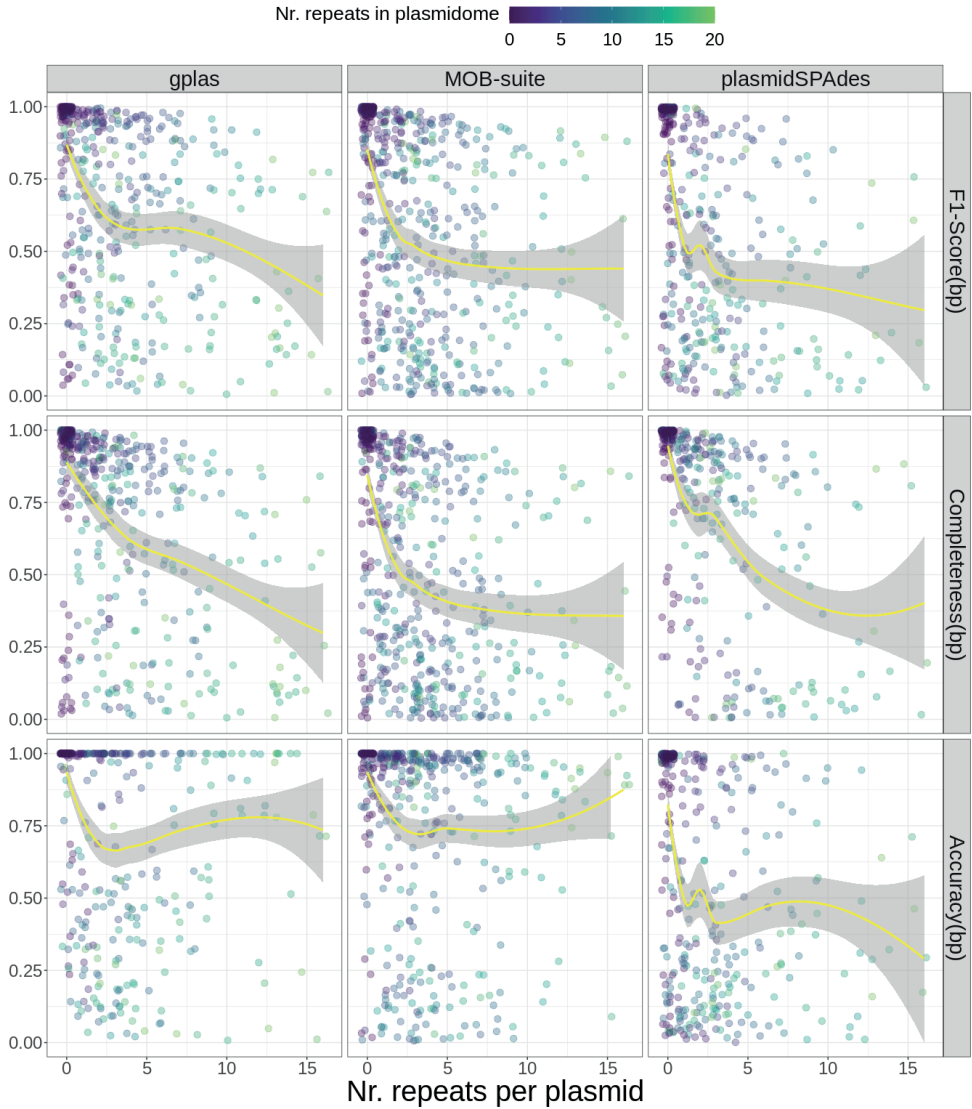 Nr. repeats in plasmidome
0 5 10 15 20
gplas MOB-suite plasmidSPAdes
1.00
0.75
0.50
0.25
0.00
F1-Score(bp)
1.00
0.75
0.50
0.25
0.00
Completeness(bp)
1.00
0.75
0.50
0.25
0.00
Accuracy(bp)
0 5 10 15 0 5 10 15 0 5 10 15
Nr. repeats per plasmid